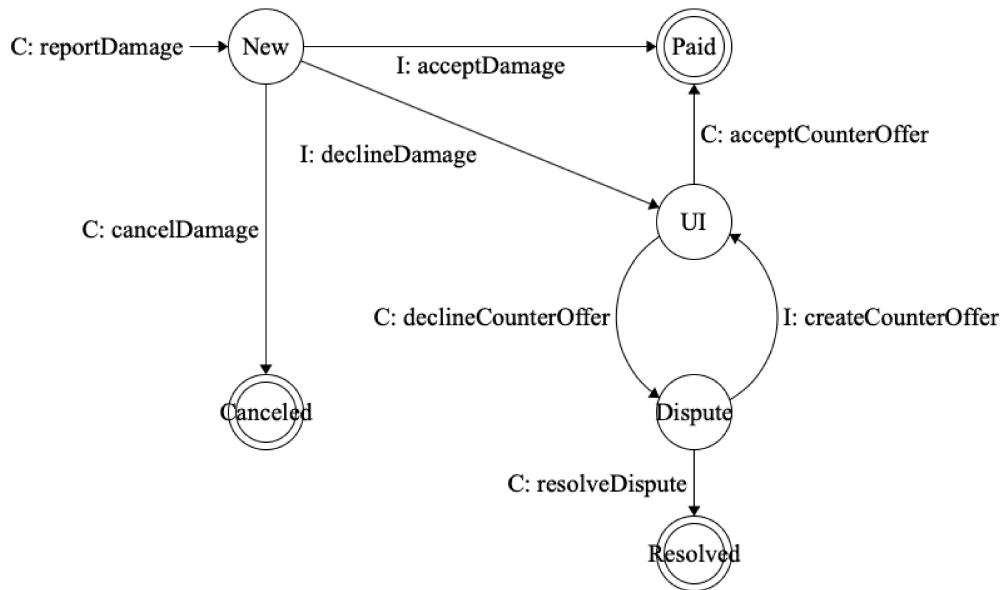 C: reportDamage
New
Paid
I: acceptDamage
C: acceptCounterOffer
I: declineDamage
UI
C: cancelDamage
C: declineCounterOffer
I: createCounterOffer
Canceled
Dispute
C: resolveDispute
Resolved